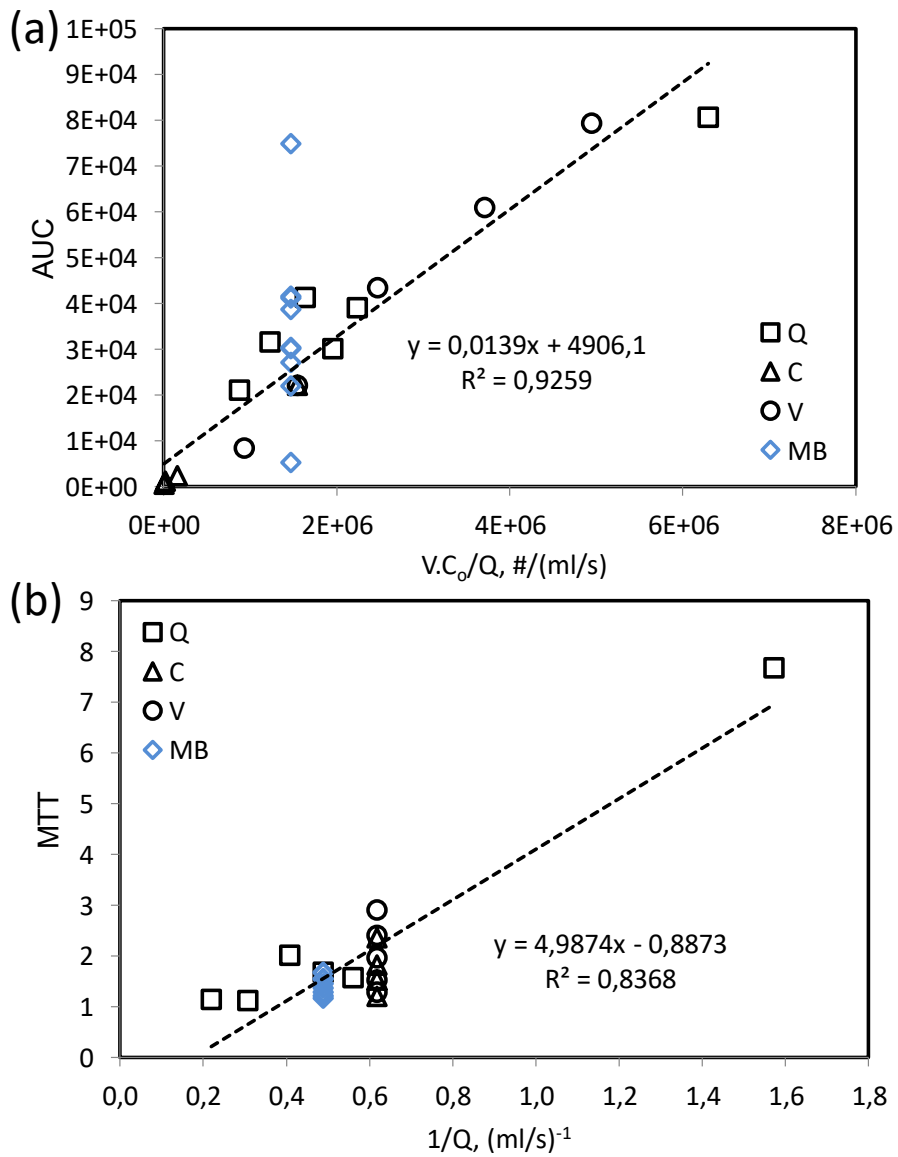 (a)
1E+05
9E+04
8E+04
7E+04
6E+04
5E+04
4E+04
3E+04
2E+04
1E+04
0E+00
AUC
y = 0,0139x + 4906,1
R² = 0,9259
Q
C
V
MB
0E+00 2E+06 4E+06 6E+06 8E+06
V.Cₒ/Q, #/(ml/s)
(b)
9
8
7
6
5
4
3
2
1
0
MTT
Q
C
V
MB
y = 4,9874x - 0,8873
R² = 0,8368
0,0 0,2 0,4 0,6 0,8 1,0 1,2 1,4 1,6 1,8
1/Q, (ml/s)⁻¹